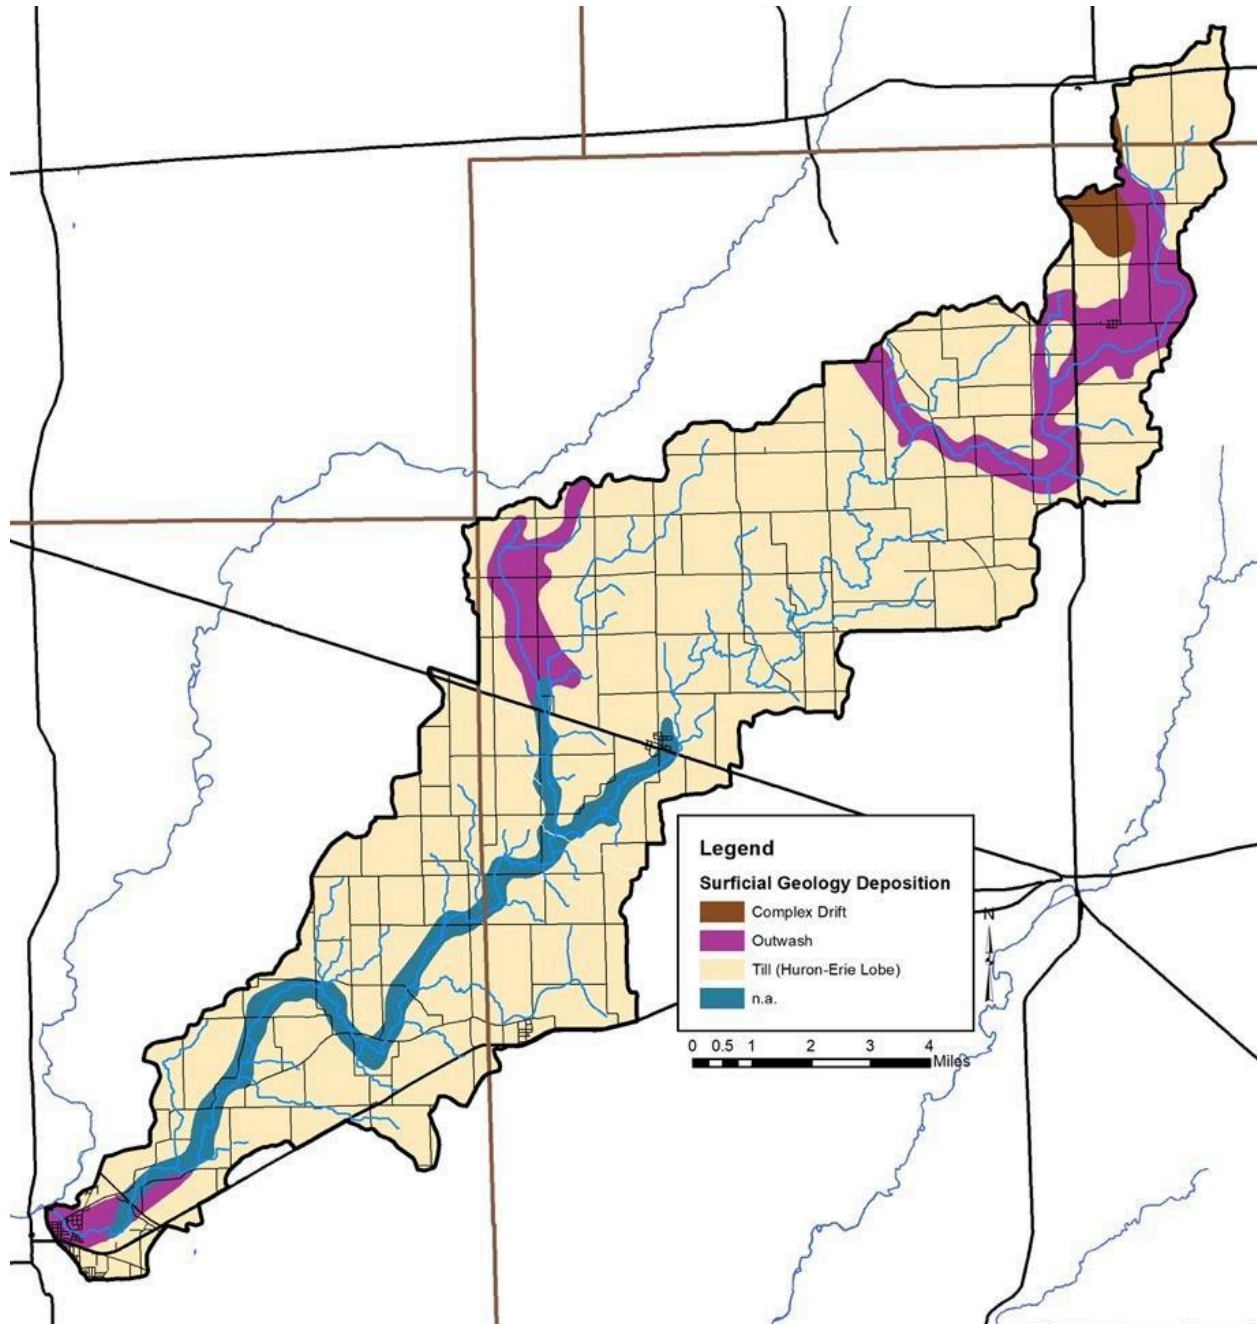 Legend
Surficial Geology Deposition
Complex Drift
Outwash
Till (Huron-Erie Lobe)
n.a.
N
0 0.5 1 2 3 4
Miles